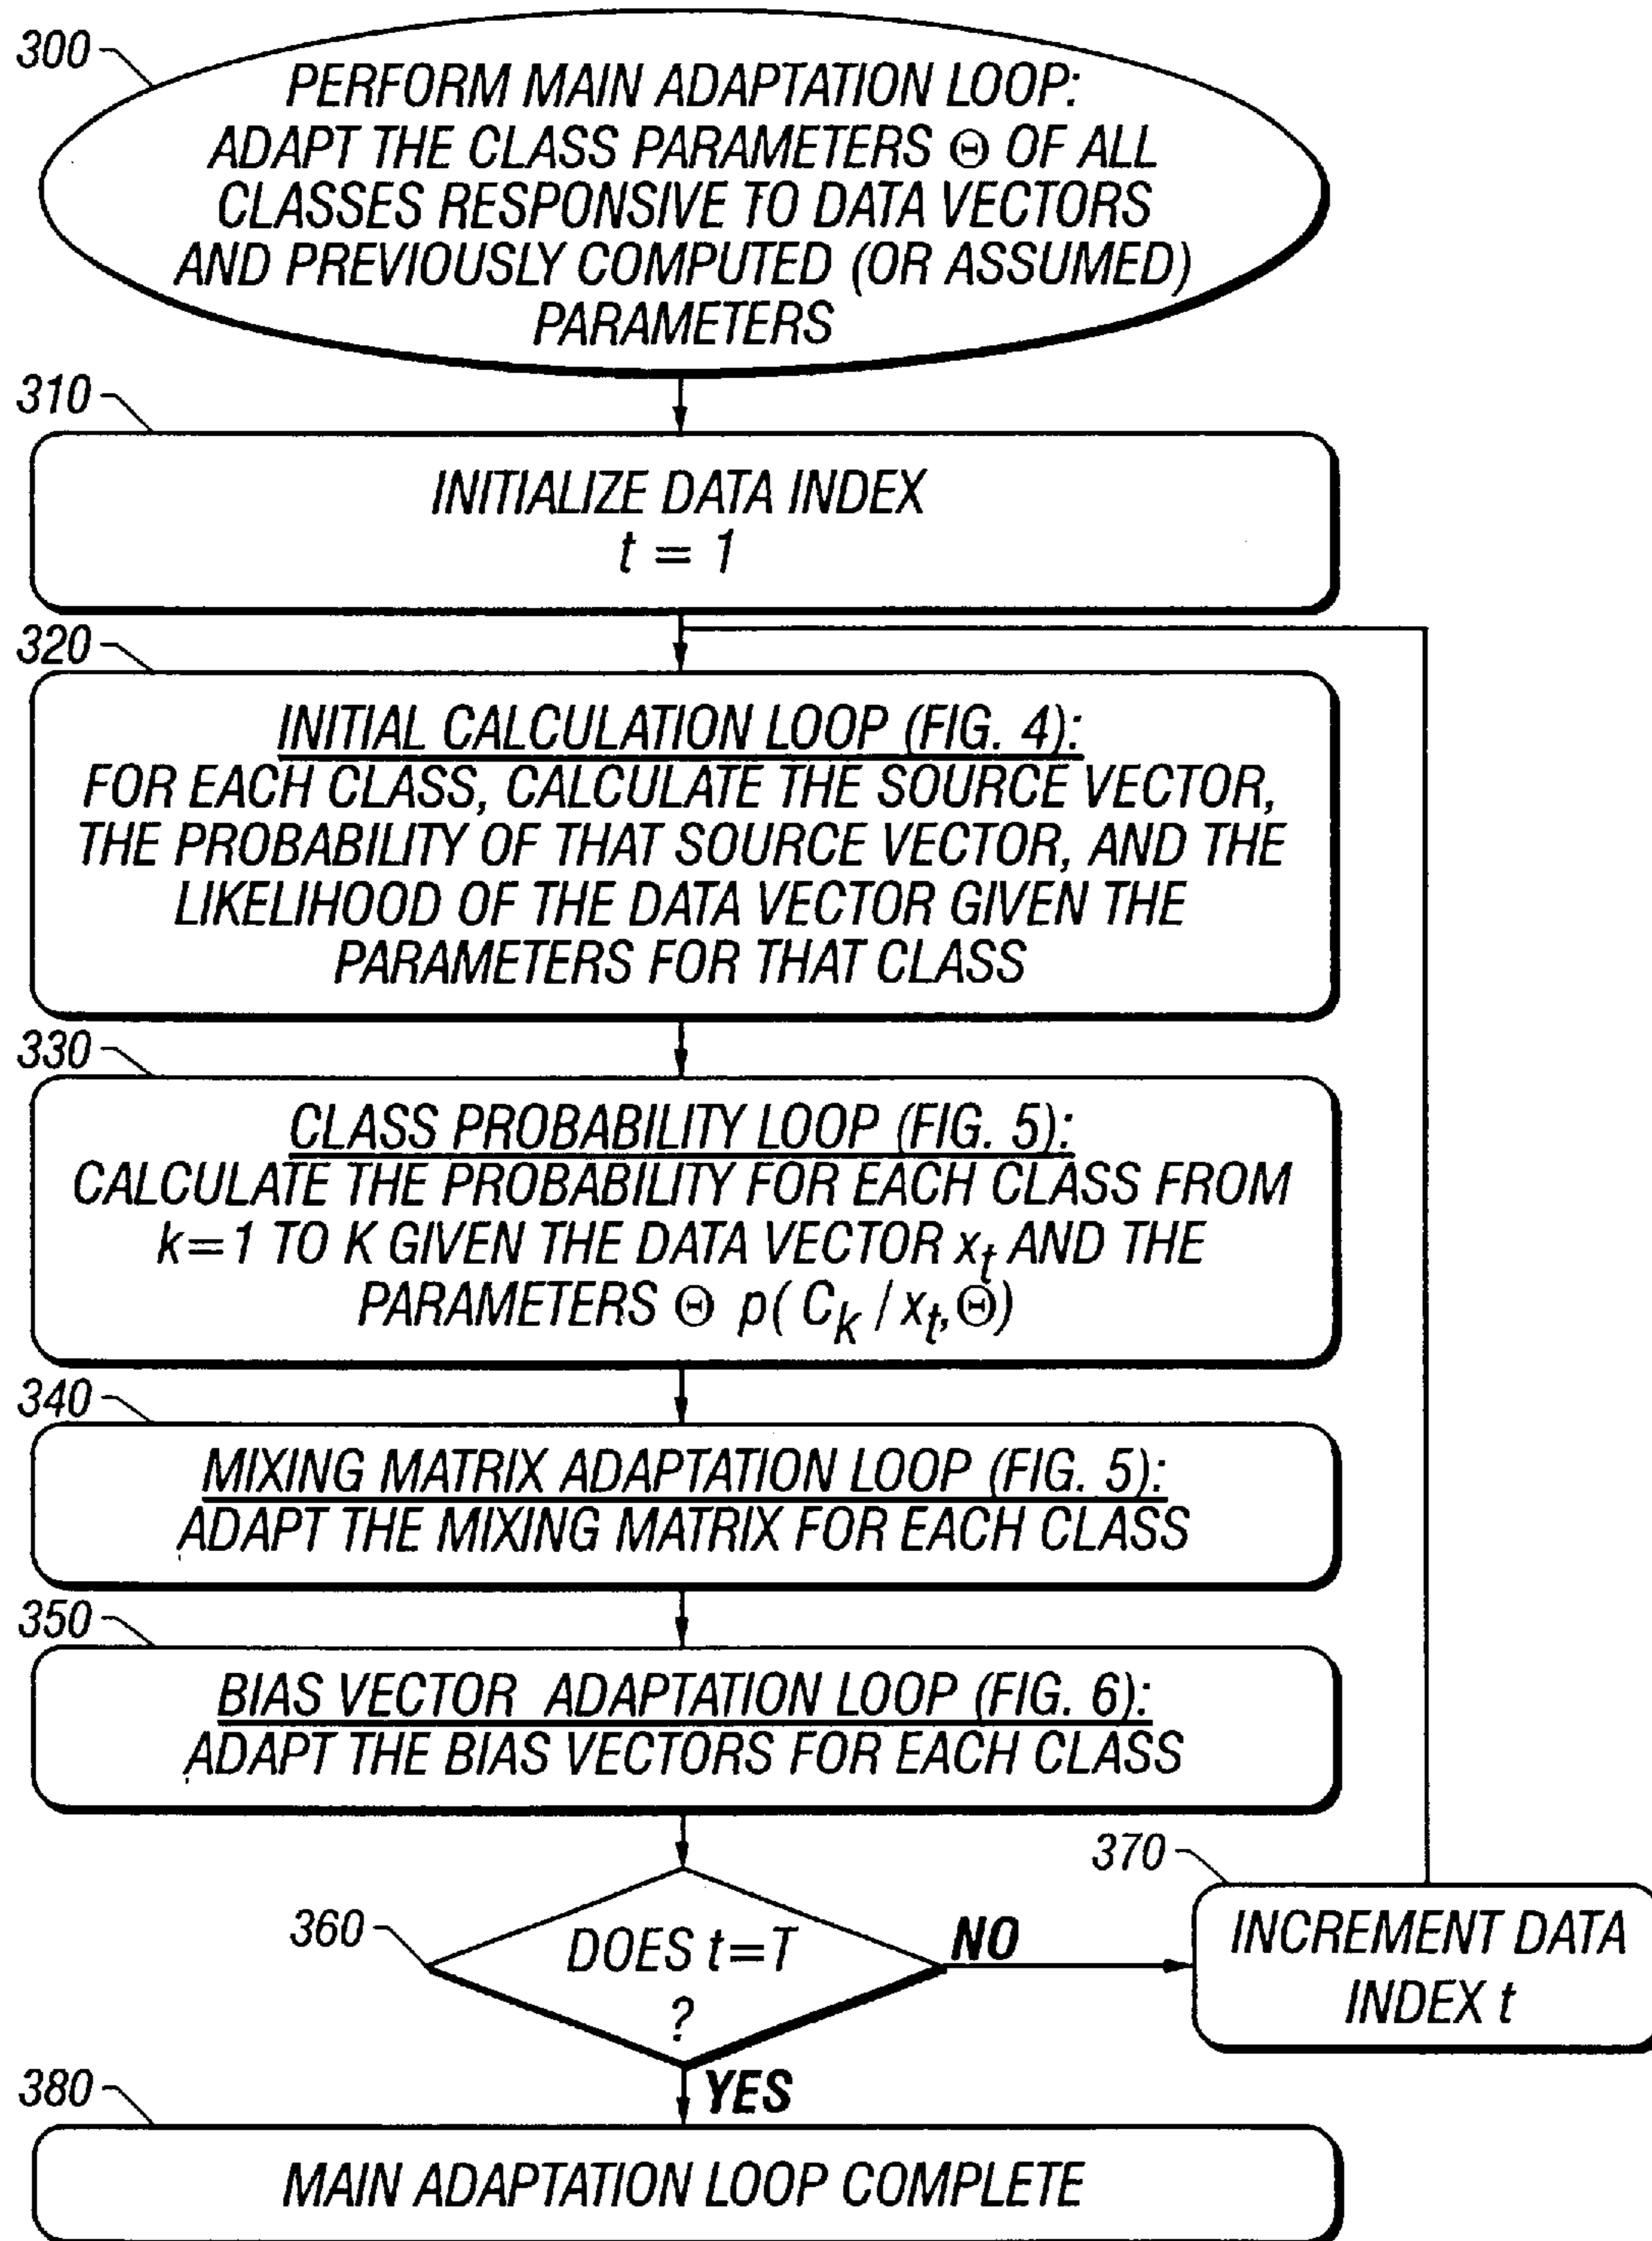 300
PERFORM MAIN ADAPTATION LOOP:
ADAPT THE CLASS PARAMETERS Θ OF ALL
CLASSES RESPONSIVE TO DATA VECTORS
AND PREVIOUSLY COMPUTED (OR ASSUMED)
PARAMETERS
310
INITIALIZE DATA INDEX
t = 1
320
INITIAL CALCULATION LOOP (FIG. 4):
FOR EACH CLASS, CALCULATE THE SOURCE VECTOR,
THE PROBABILITY OF THAT SOURCE VECTOR, AND THE
LIKELIHOOD OF THE DATA VECTOR GIVEN THE
PARAMETERS FOR THAT CLASS
330
CLASS PROBABILITY LOOP (FIG. 5):
CALCULATE THE PROBABILITY FOR EACH CLASS FROM
k=1 TO K GIVEN THE DATA VECTOR x_t AND THE
PARAMETERS Θ p( C_k / x_t, Θ)
340
MIXING MATRIX ADAPTATION LOOP (FIG. 5):
ADAPT THE MIXING MATRIX FOR EACH CLASS
350
BIAS VECTOR ADAPTATION LOOP (FIG. 6):
ADAPT THE BIAS VECTORS FOR EACH CLASS
360
DOES t=T
?
NO
370
INCREMENT DATA
INDEX t
YES
380
MAIN ADAPTATION LOOP COMPLETE